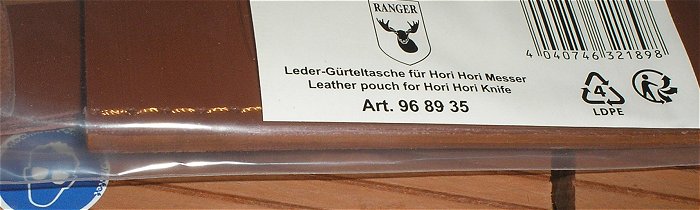 RANGER
4 040746 321898
Leder-Gürteltasche für Hori Hori Messer
Leather pouch for Hori Hori Knife
Art. 96 89 35
4
LDPE